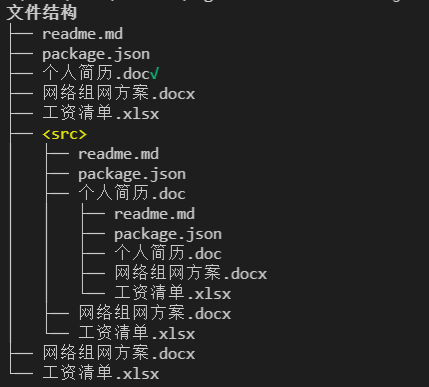 文件结构
├── readme.md
├── package.json
├── 个人简历.doc√
├── 网络组网方案.docx
├── 工资清单.xlsx
├── <src>
│   ├── readme.md
│   ├── package.json
│   ├── 个人简历.doc
│   │   ├── readme.md
│   │   ├── package.json
│   │   ├── 个人简历.doc
│   │   ├── 网络组网方案.docx
│   │   └── 工资清单.xlsx
│   ├── 网络组网方案.docx
│   └── 工资清单.xlsx
├── 网络组网方案.docx
└── 工资清单.xlsx